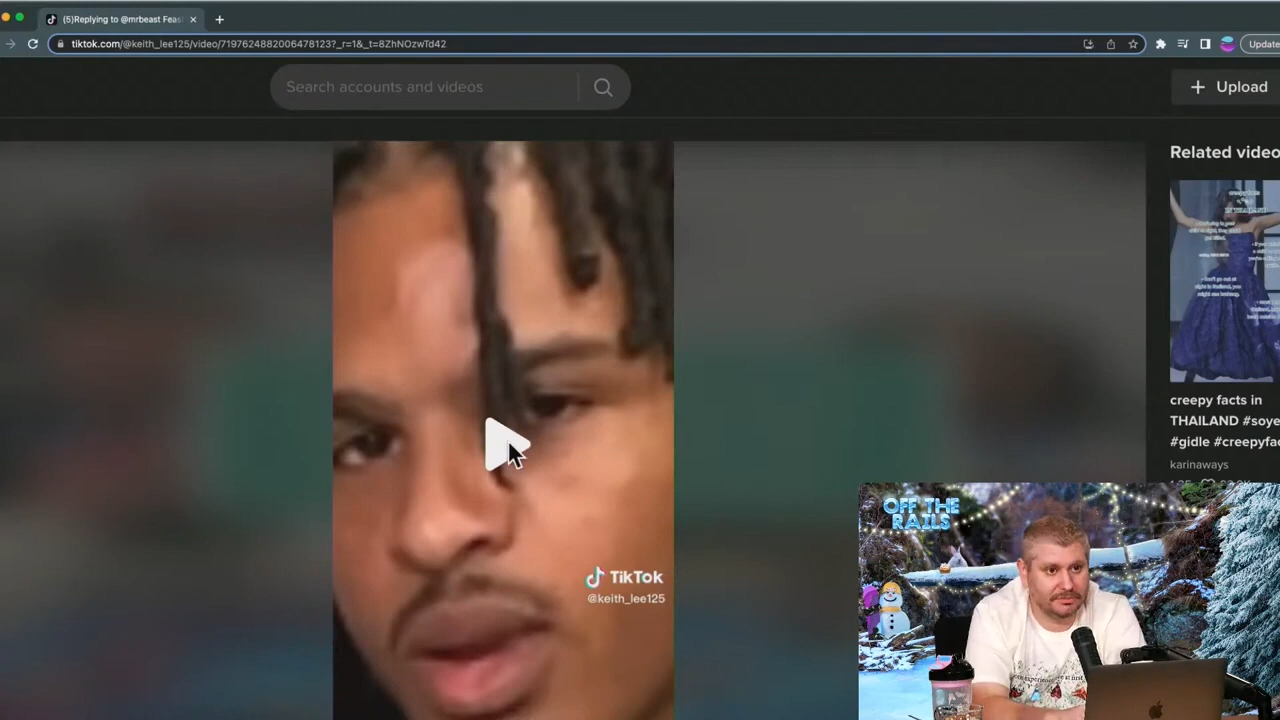 (5)Replying to @mrbeast Feas
tiktok.com/@keith_lee125/video/7197624882006478123?_r=1&_t=8ZhNOzwTd42
Update
Search accounts and videos
Upload
Related video
creepy facts in
THAILAND #soye
#gidle #creepyfac
karinaways
TikTok
@keith_lee125
OFF THE
RAILS